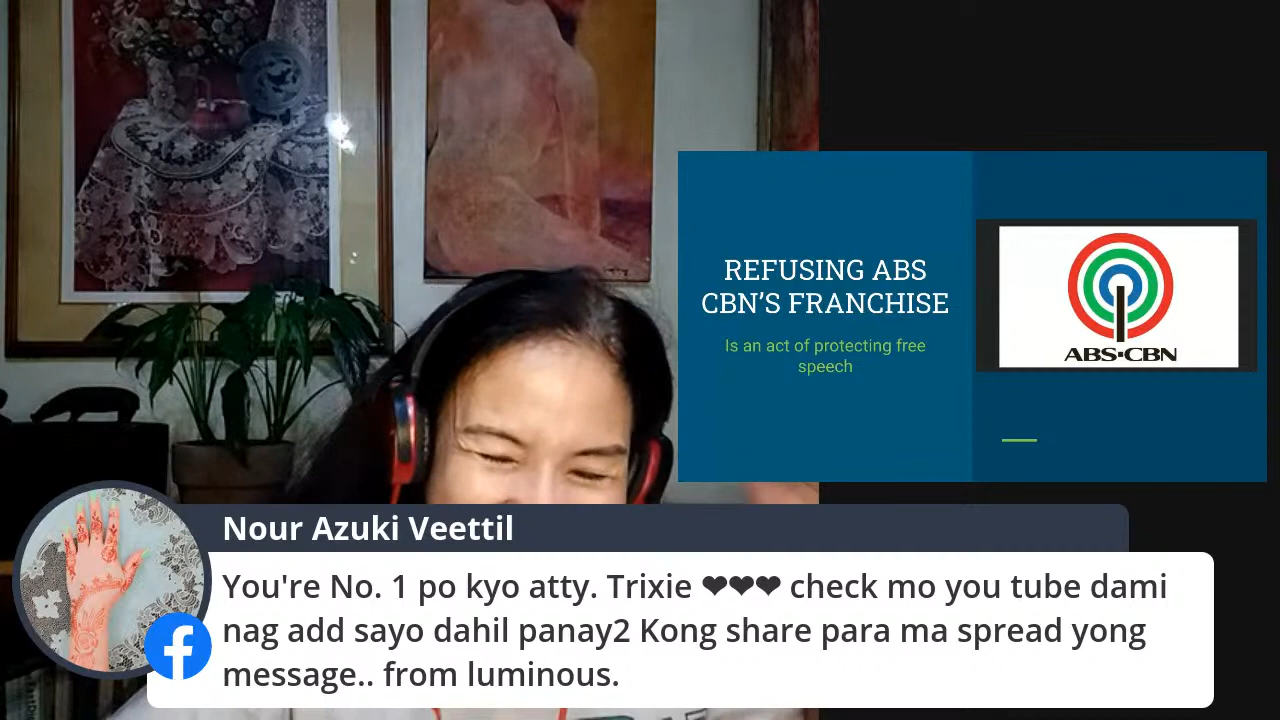 REFUSING ABS
CBN'S FRANCHISE
Is an act of protecting free
speech
ABS-CBN
Nour Azuki Veettil
You're No. 1 po kyo atty. Trixie ❤❤❤ check mo you tube dami
nag add sayo dahil panay2 Kong share para ma spread yong
message.. from luminous.